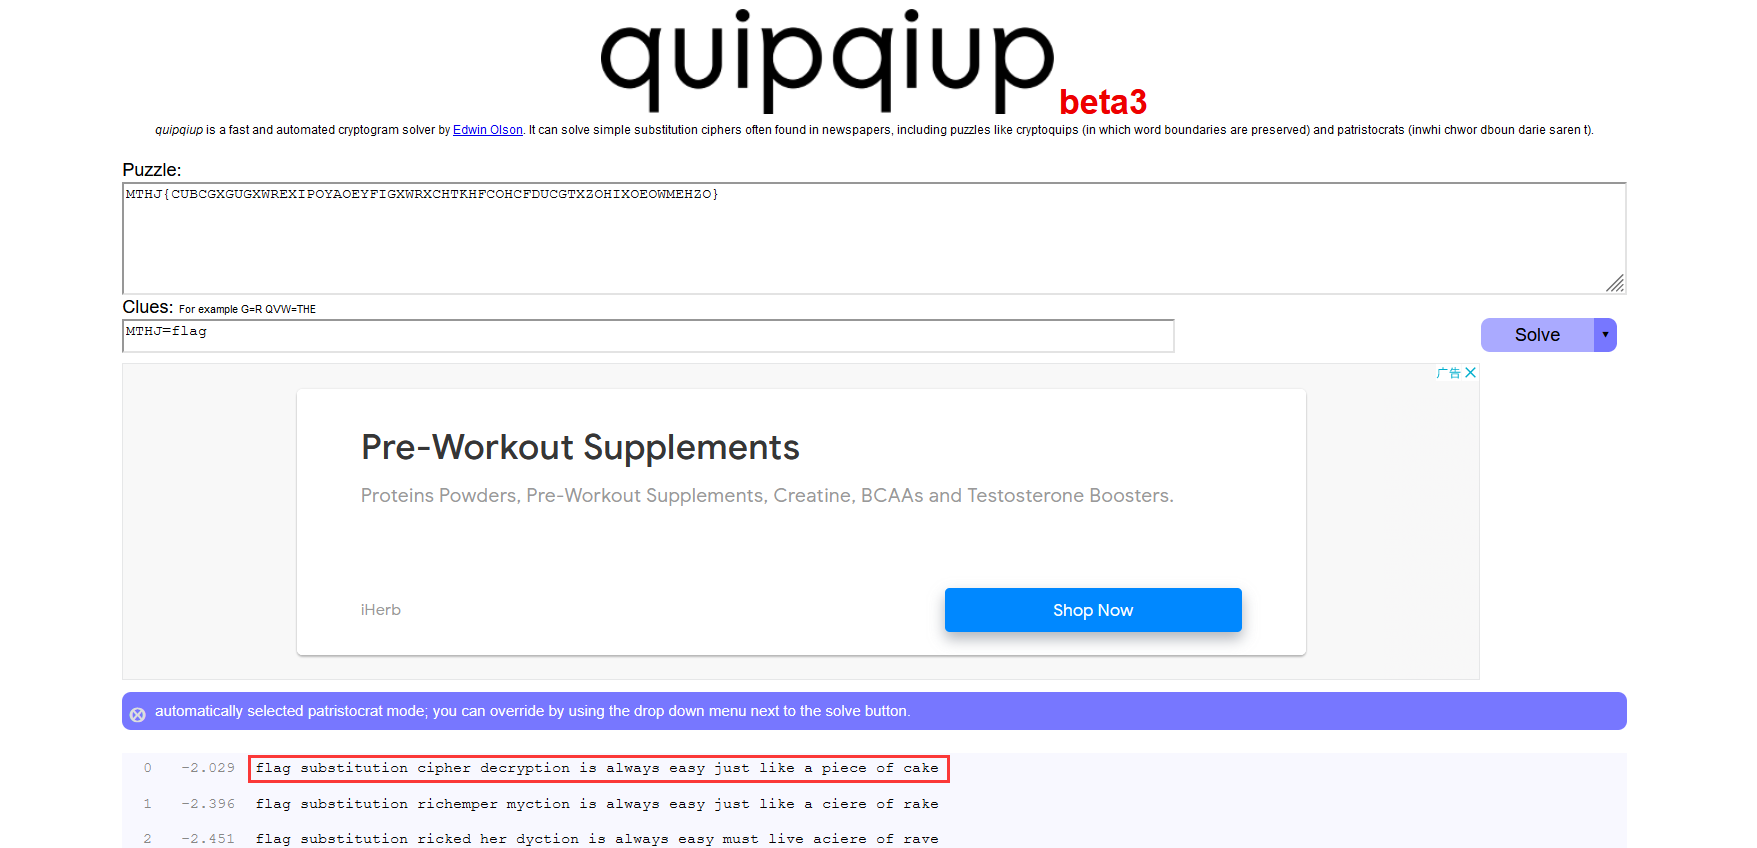 quipqiup beta3
quipqiup is a fast and automated cryptogram solver by Edwin Olson. It can solve simple substitution ciphers often found in newspapers, including puzzles like cryptoquips (in which word boundaries are preserved) and patristocrats (inwhi chwor dboun darie saren t).
Puzzle:
MTHJ{CUBCGXGUGXWREXIPOYAOEYFIGXWRXCHTKHFCOHCFDUCGTXZOHIXOEOWMEHZO}
Clues: For example G=R QVW=THE
MTHJ=flag
Solve ▼
广告
Pre-Workout Supplements
Proteins Powders, Pre-Workout Supplements, Creatine, BCAAs and Testosterone Boosters.
iHerb
Shop Now
automatically selected patristocrat mode; you can override by using the drop down menu next to the solve button.
0 -2.029 flag substitution cipher decryption is always easy just like a piece of cake
1 -2.396 flag substitution richemper myction is always easy just like a ciere of rake
2 -2.451 flag substitution ricked her dyction is always easy must live aciere of rave